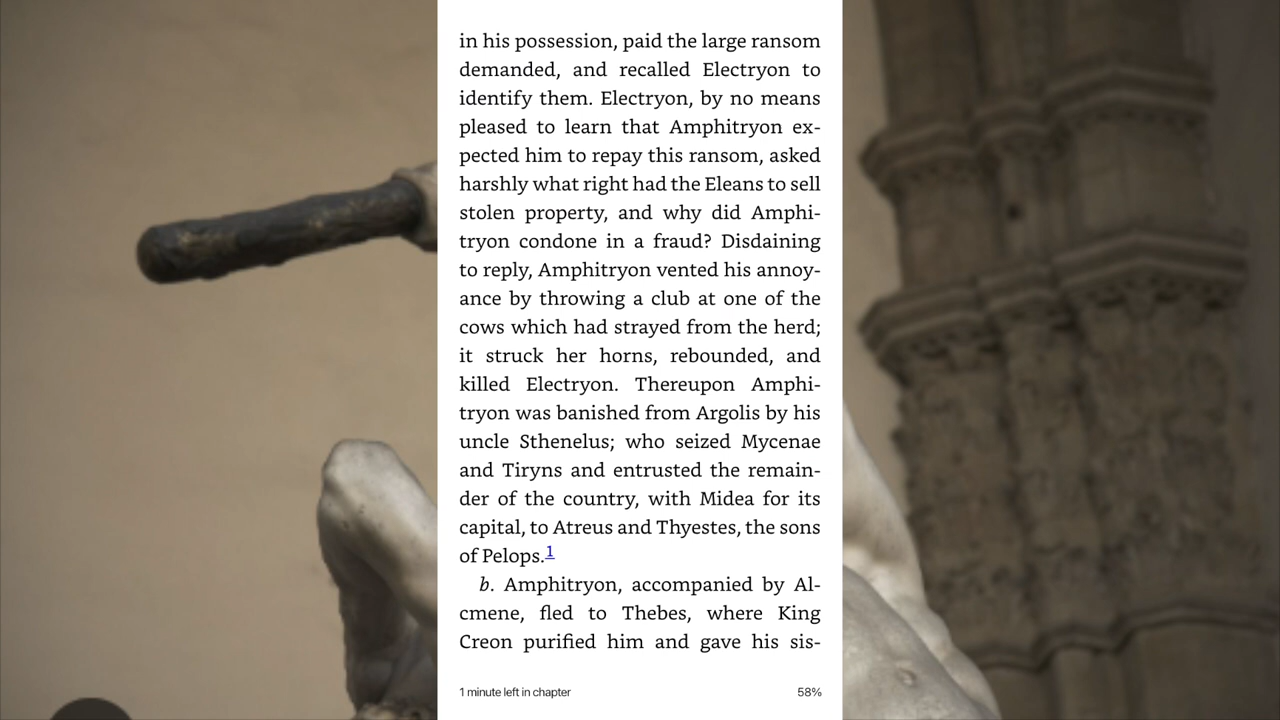 in his possession, paid the large ransom
demanded, and recalled Electryon to
identify them. Electryon, by no means
pleased to learn that Amphitryon ex-
pected him to repay this ransom, asked
harshly what right had the Eleans to sell
stolen property, and why did Amphi-
tryon condone in a fraud? Disdaining
to reply, Amphitryon vented his annoy-
ance by throwing a club at one of the
cows which had strayed from the herd;
it struck her horns, rebounded, and
killed Electryon. Thereupon Amphi-
tryon was banished from Argolis by his
uncle Sthenelus; who seized Mycenae
and Tiryns and entrusted the remain-
der of the country, with Midea for its
capital, to Atreus and Thyestes, the sons
of Pelops.1
b. Amphitryon, accompanied by Al-
cmene, fled to Thebes, where King
Creon purified him and gave his sis-
1 minute left in chapter 58%